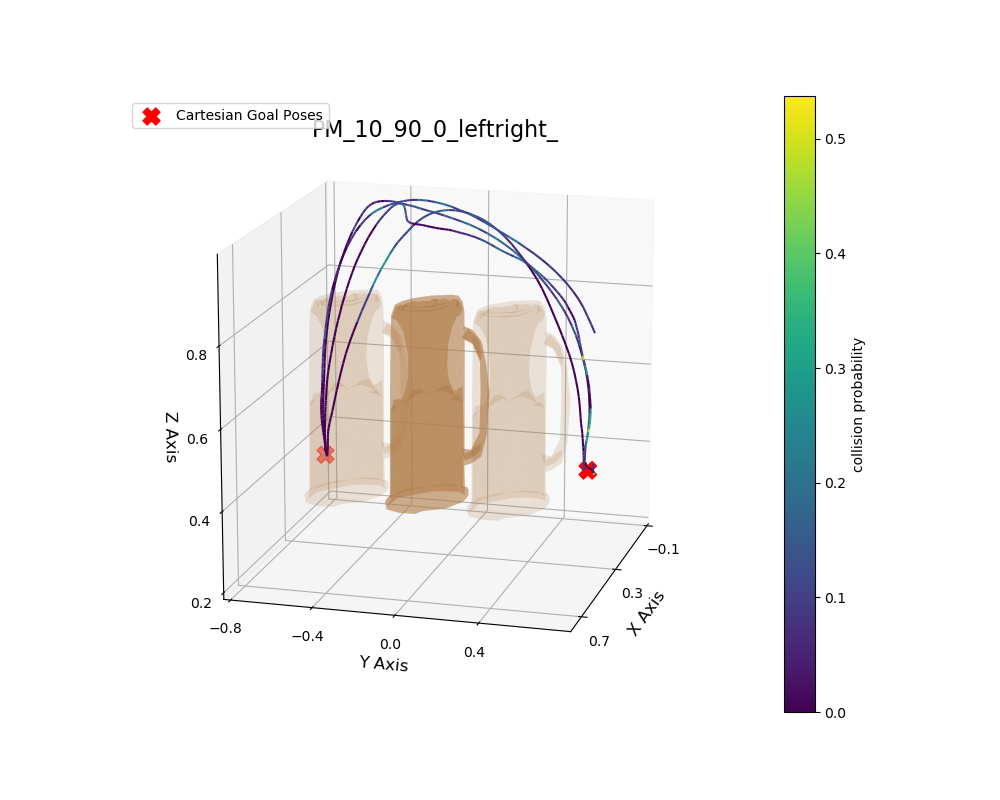 Cartesian Goal Poses
PM_10_90_0_leftright_
0.8
0.6
0.4
0.2
Z Axis
−0.8
−0.4
0.0
0.4
Y Axis
−0.1
0.3
0.7
X Axis
0.5
0.4
0.3
0.2
0.1
0.0
collision probability